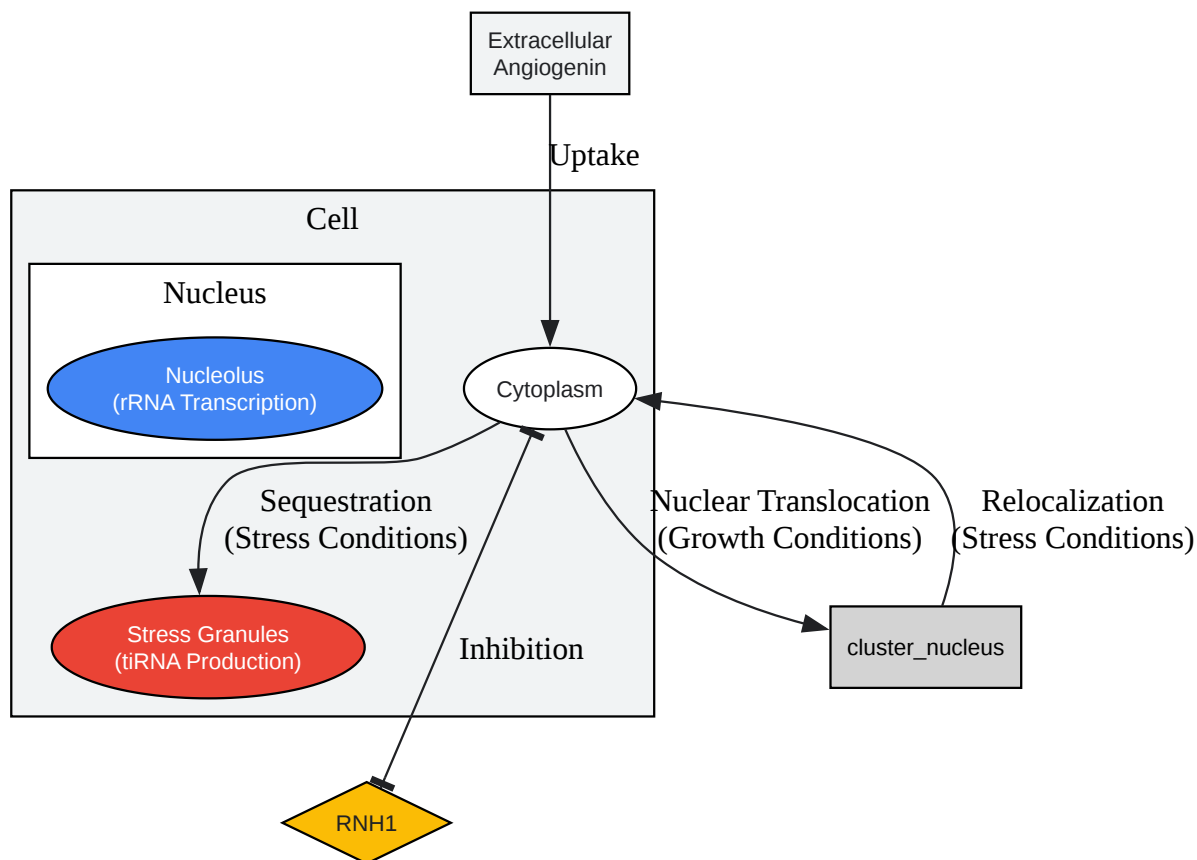 Extracellular
Angiogenin
Uptake
Cell
Nucleus
Nucleolus
(rRNA Transcription)
Cytoplasm
Sequestration
(Stress Conditions)
Nuclear Translocation
(Growth Conditions)
Relocalization
(Stress Conditions)
Stress Granules
(tiRNA Production)
Inhibition
cluster_nucleus
RNH1